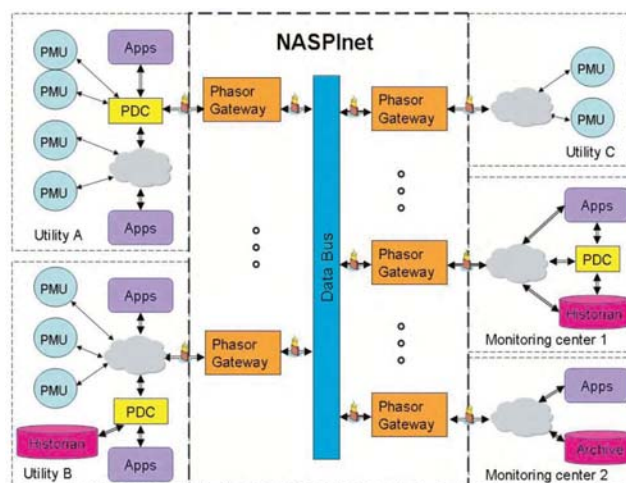 NASPInet
PMU
PMU
PMU
PMU
Apps
PDC
Apps
Utility A
PMU
PMU
PMU
Apps
PDC
Historian
Apps
Utility B
Phasor
Gateway
Phasor
Gateway
Data Bus
Phasor
Gateway
Phasor
Gateway
Phasor
Gateway
PMU
PMU
Utility C
Apps
PDC
Historian
Monitoring center 1
Apps
Archive
Monitoring center 2